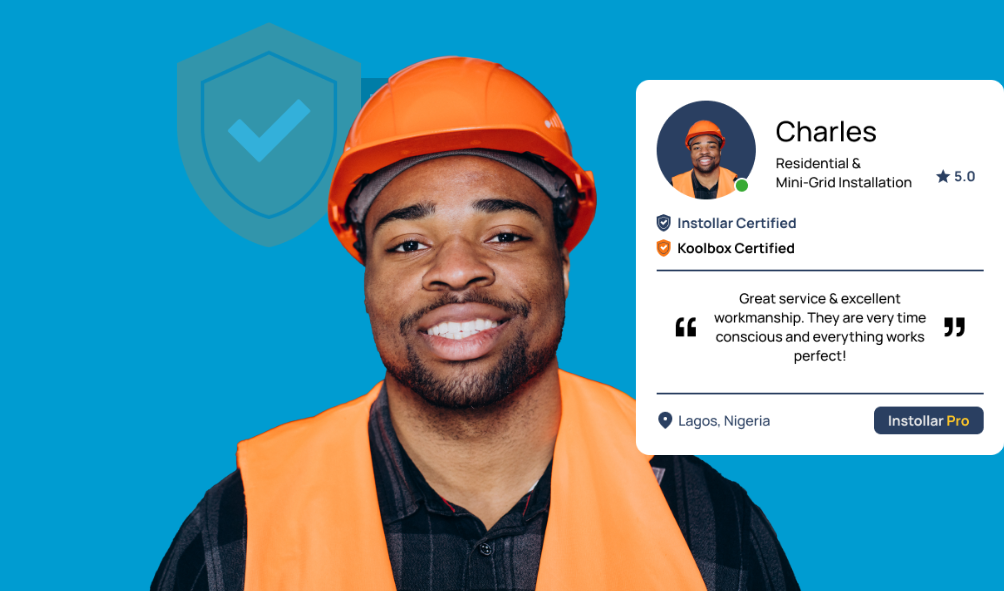 Charles
Residential &
Mini-Grid Installation
5.0
Instollar Certified
Koolbox Certified
“ Great service & excellent
workmanship. They are very time
conscious and everything works
perfect! ”
Lagos, Nigeria
Instollar Pro